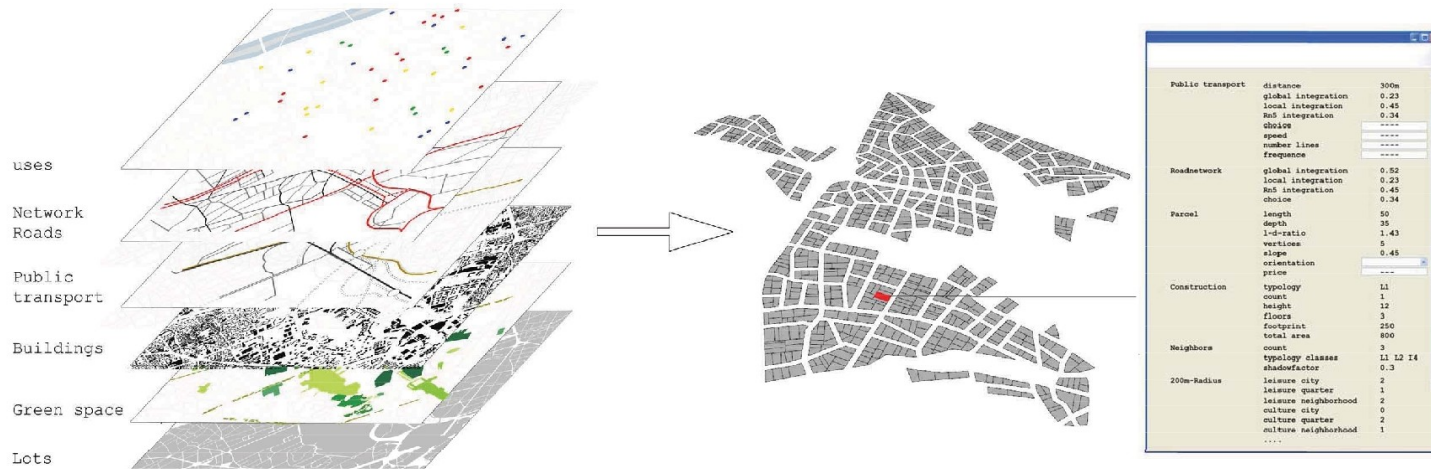 uses
Network
Roads
Public
transport
Buildings
Green space
Lots
Public transport distance 300m
global integration 0.23
local integration 0.45
Rn5 integration 0.34
choice ----
speed ----
number lines ----
frequence ----
Roadnetwork global integration 0.52
local integration 0.23
Rn5 integration 0.45
choice 0.34
Parcel length 50
depth 35
l-d-ratio 1.43
vertices 5
slope 0.45
orientation
price ---
Construction typology L1
count 1
height 12
floors 3
footprint 250
total area 800
Neighbors count 3
typology classes L1 L2 I4
shadowfactor 0.3
200m-Radius leisure city 2
leisure quarter 1
leisure neighborhood 2
culture city 0
culture quarter 2
culture neighborhood 1
....